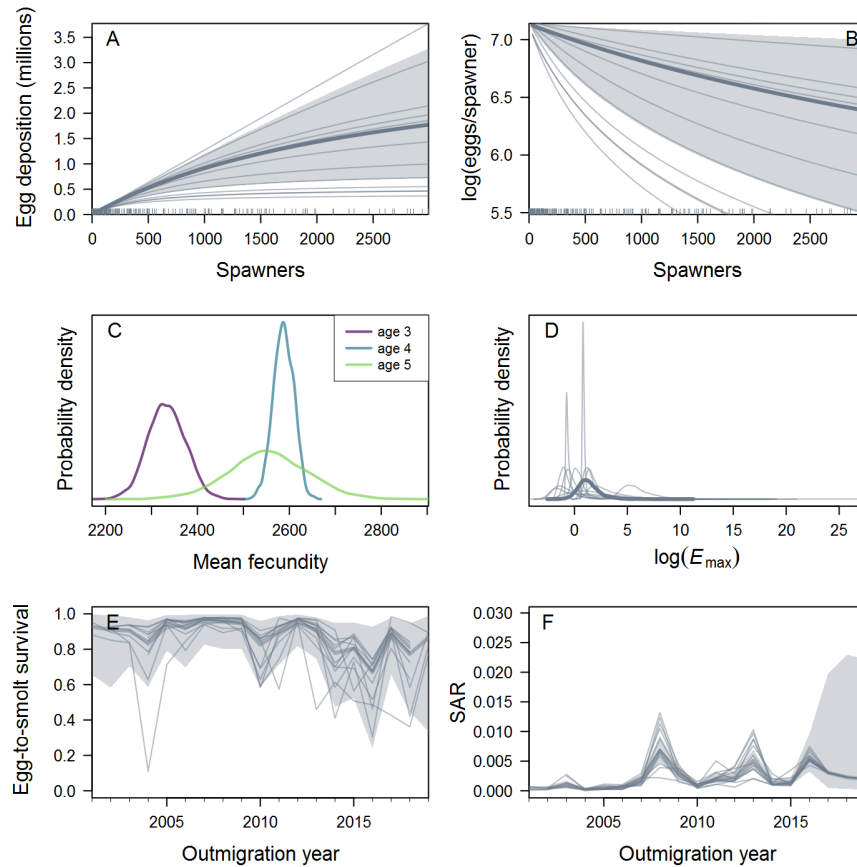 A
Egg deposition (millions)
3.5
3.0
2.5
2.0
1.5
1.0
0.5
0.0
0 500 1000 1500 2000 2500
Spawners
B
log(eggs/spawner)
7.0
6.5
6.0
5.5
0 500 1000 1500 2000 2500
Spawners
C
Probability density
age 3
age 4
age 5
2200 2400 2600 2800
Mean fecundity
D
Probability density
0 5 10 15 20 25
log(Emax)
E
Egg-to-smolt survival
1.0
0.8
0.6
0.4
0.2
0.0
2005 2010 2015
Outmigration year
F
SAR
0.030
0.025
0.020
0.015
0.010
0.005
0.000
2005 2010 2015
Outmigration year